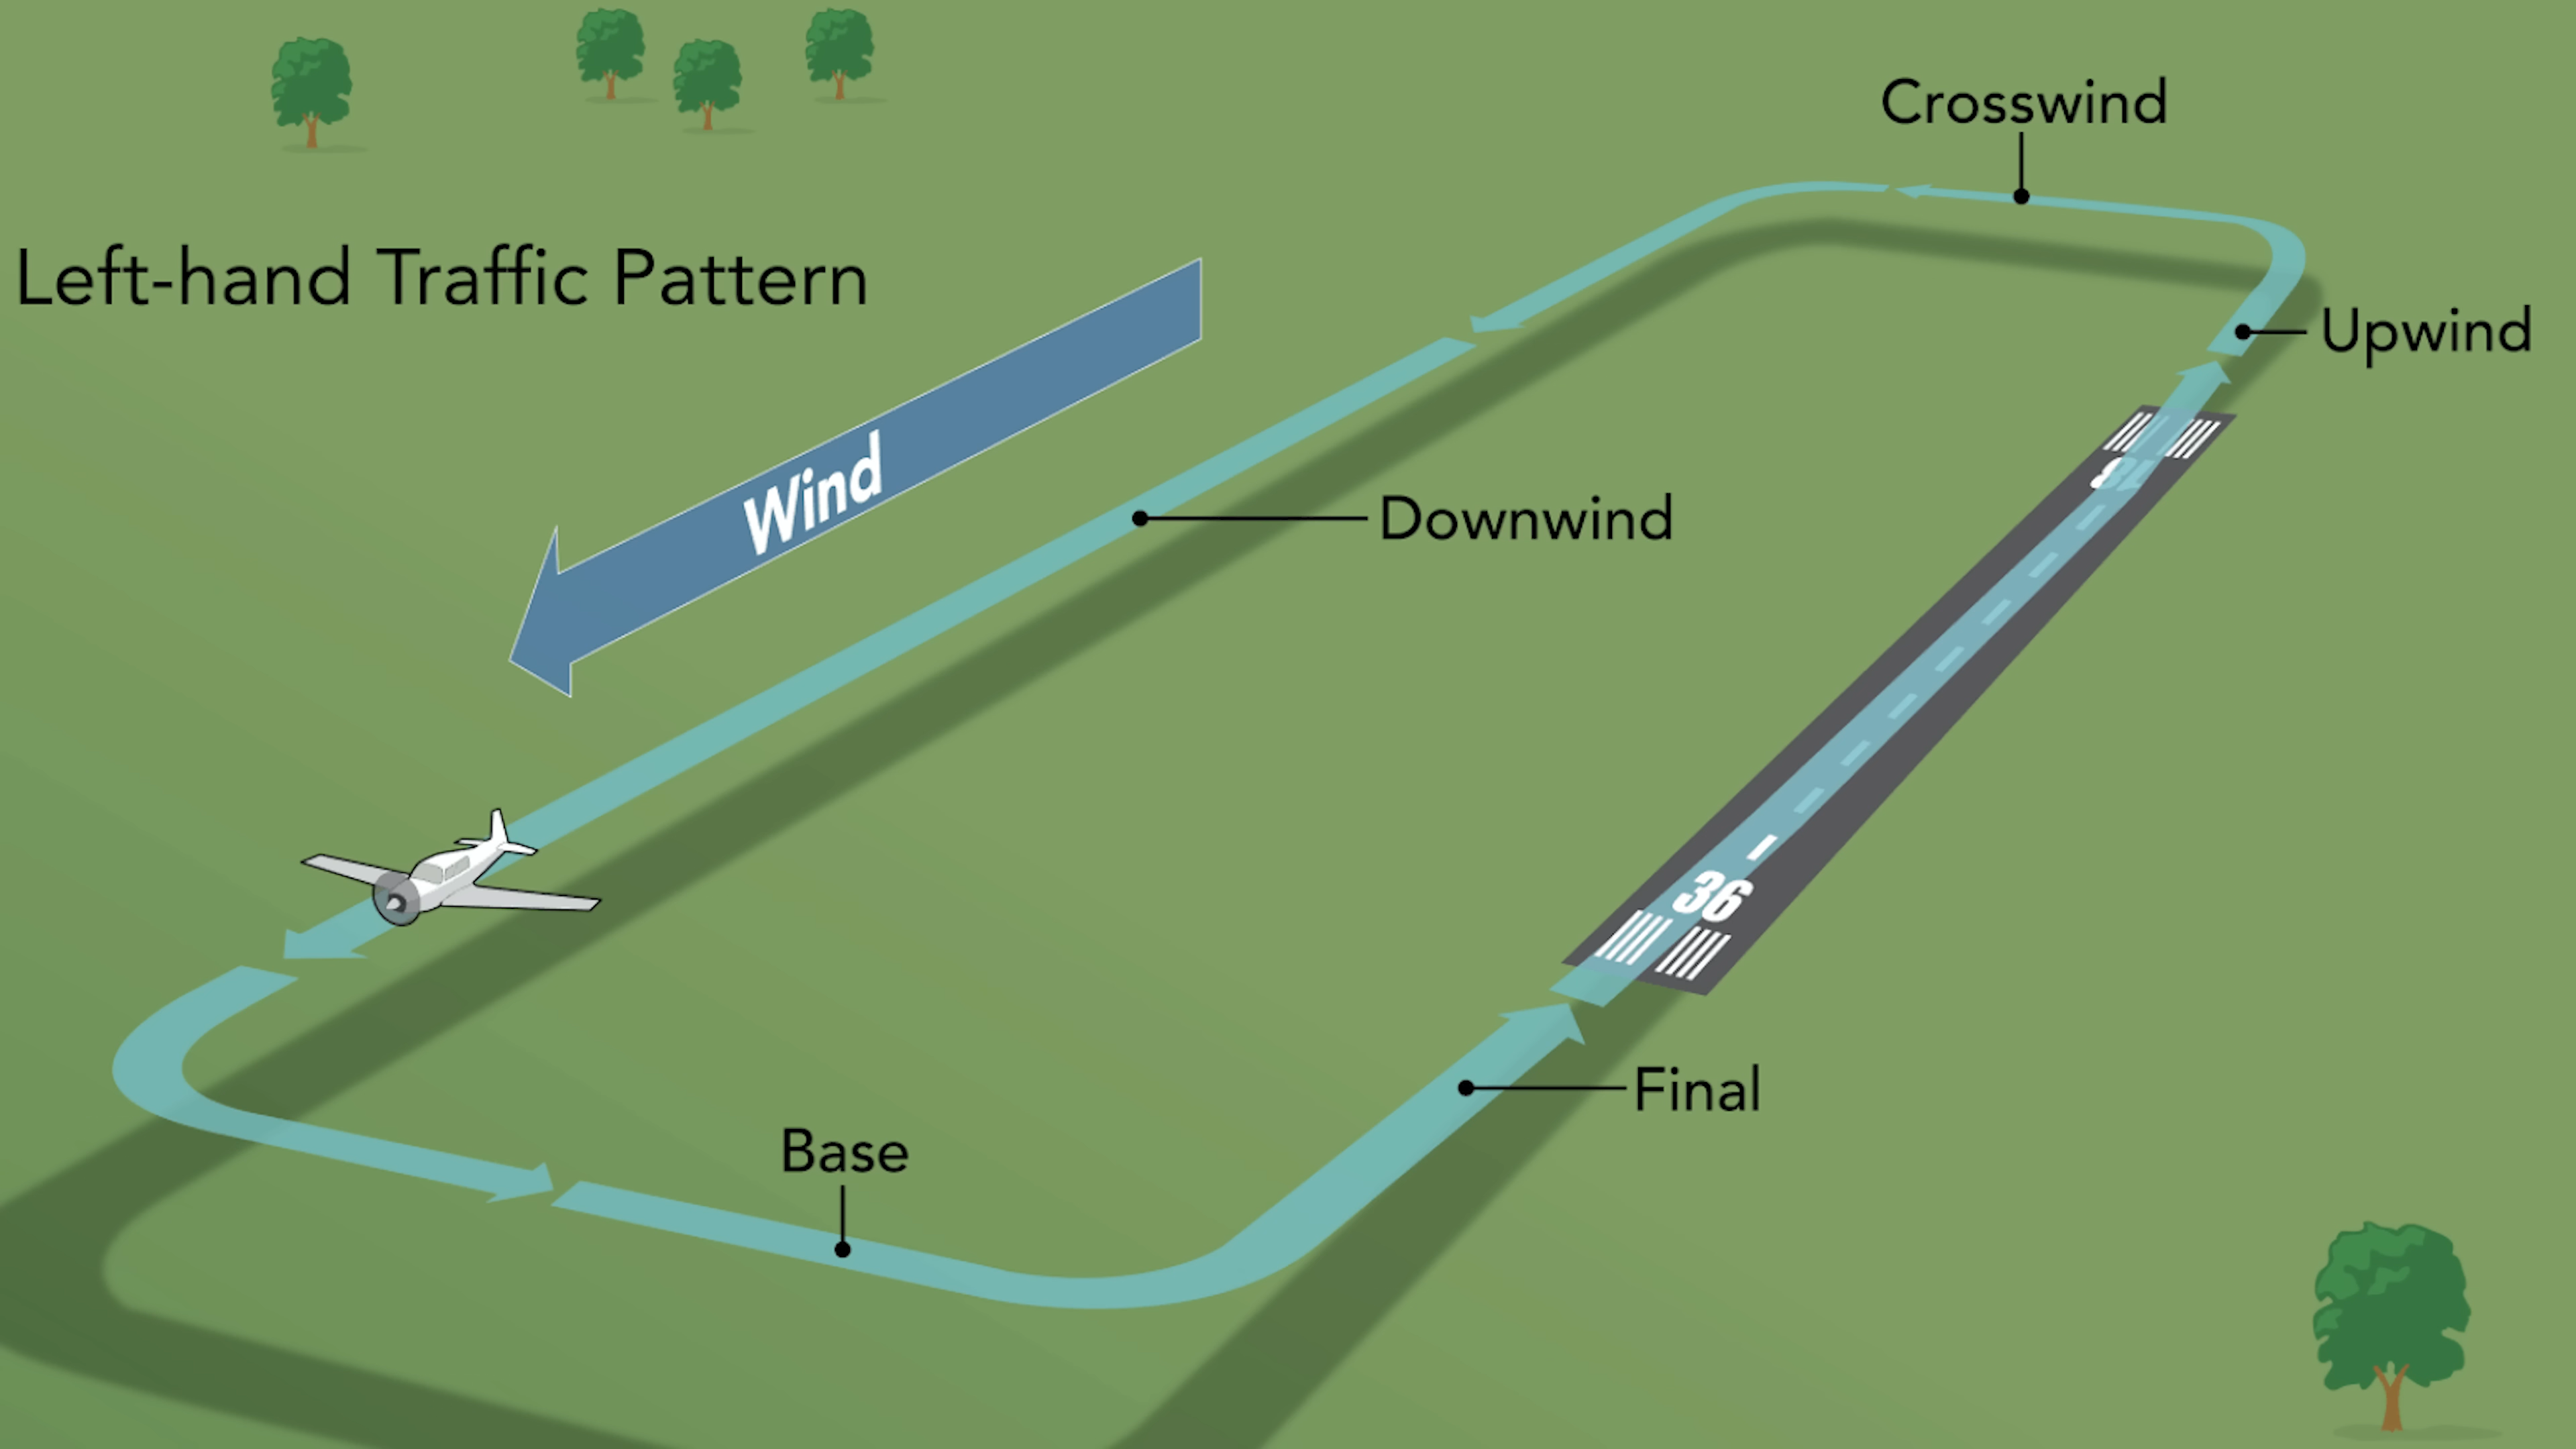 Crosswind
Left-hand Traffic Pattern
Upwind
Wind
Downwind
36
Final
Base